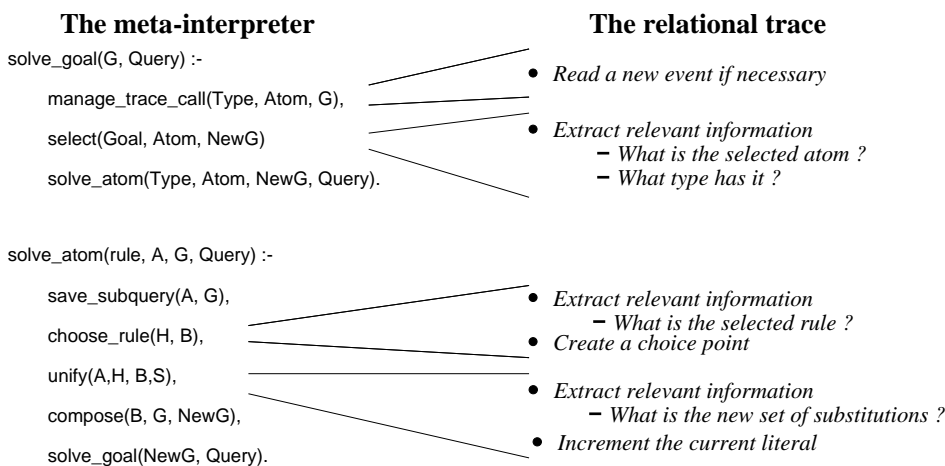 The meta-interpreter
solve_goal(G, Query) :-
manage_trace_call(Type, Atom, G),
select(Goal, Atom, NewG)
solve_atom(Type, Atom, NewG, Query).
solve_atom(rule, A, G, Query) :-
save_subquery(A, G),
choose_rule(H, B),
unify(A,H, B,S),
compose(B, G, NewG),
solve_goal(NewG, Query).
The relational trace
• Read a new event if necessary
• Extract relevant information
– What is the selected atom ?
– What type has it ?
• Extract relevant information
– What is the selected rule ?
• Create a choice point
• Extract relevant information
– What is the new set of substitutions ?
• Increment the current literal